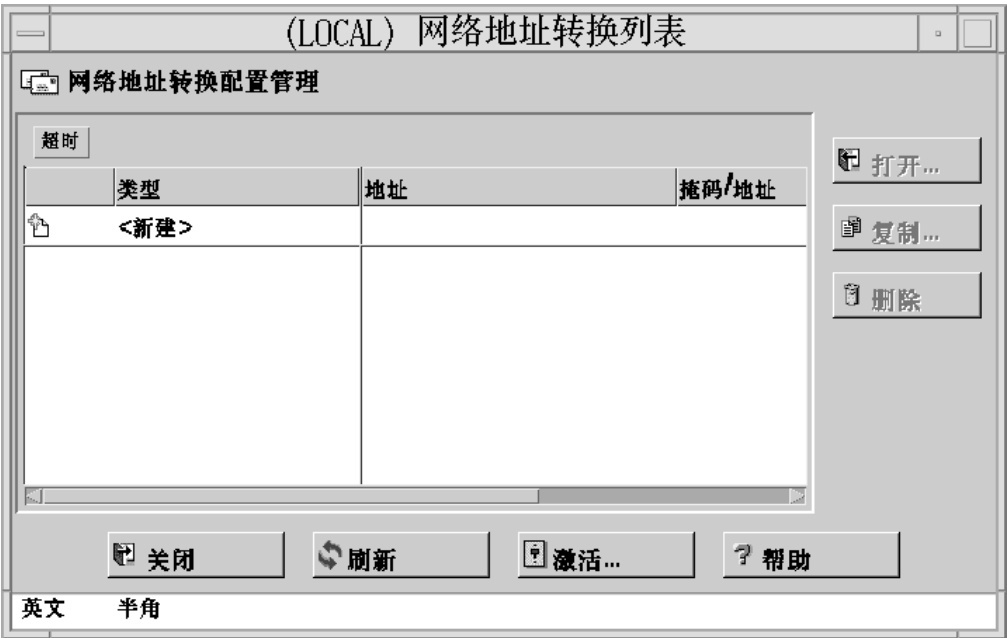 (LOCAL) 网络地址转换列表
网络地址转换配置管理
超时
类型 地址 掩码/地址
<新建>
打开...
复制...
删除
关闭 刷新 激活... 帮助
英文 半角